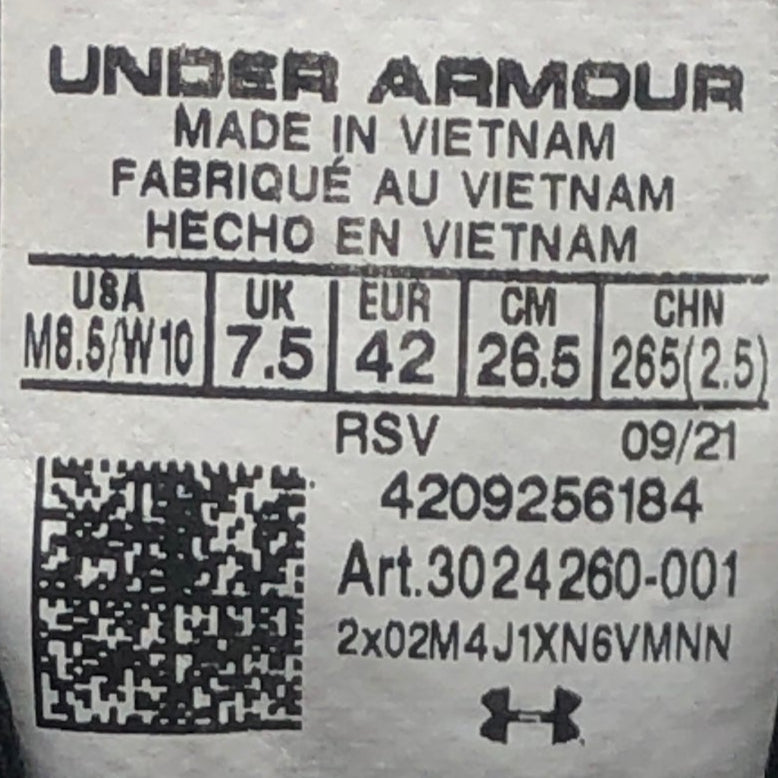 UNDER ARMOUR
MADE IN VIETNAM
FABRIQUÉ AU VIETNAM
HECHO EN VIETNAM
USA UK EUR CM CHN
M8.5/W10 7.5 42 26.5 265(2.5)
RSV 09/21
4209256184
Art.3024260-001
2x02M4J1XN6VMNN